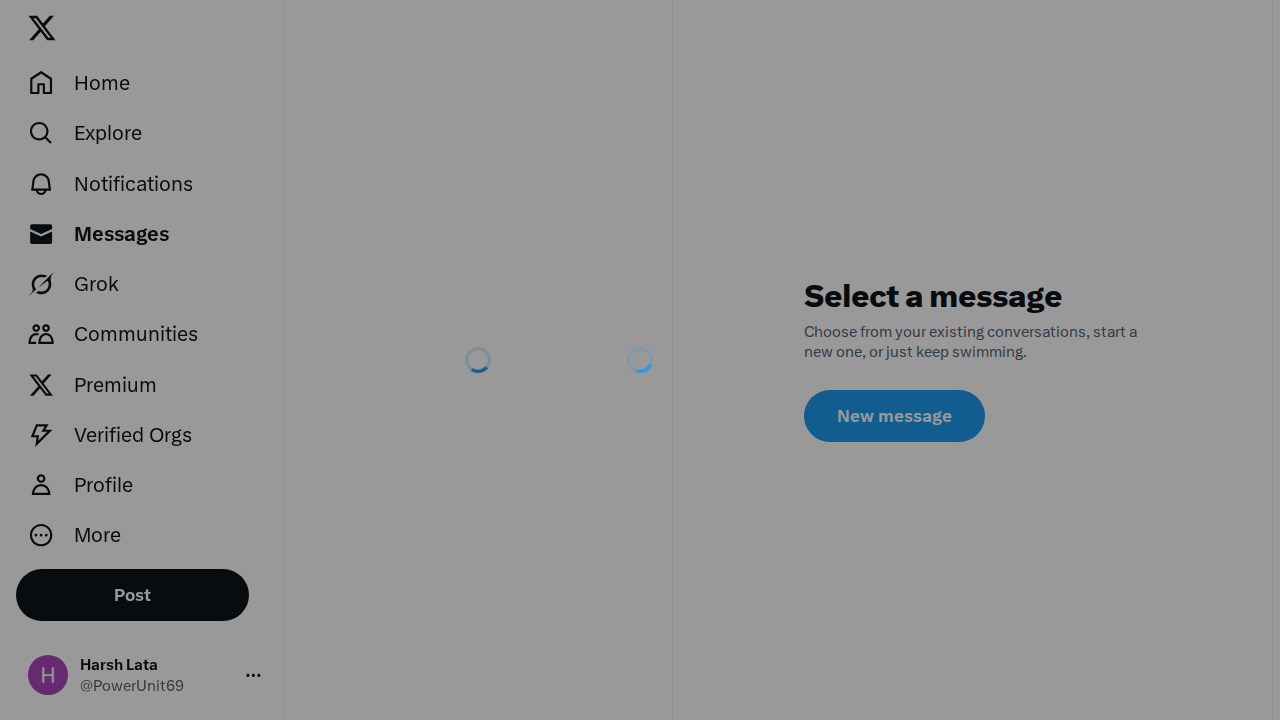 Home
Explore
Notifications
Messages
Grok
Communities
Premium
Verified Orgs
Profile
More
Post
H
Harsh Lata
@PowerUnit69
Select a message
Choose from your existing conversations, start a
new one, or just keep swimming.
New message